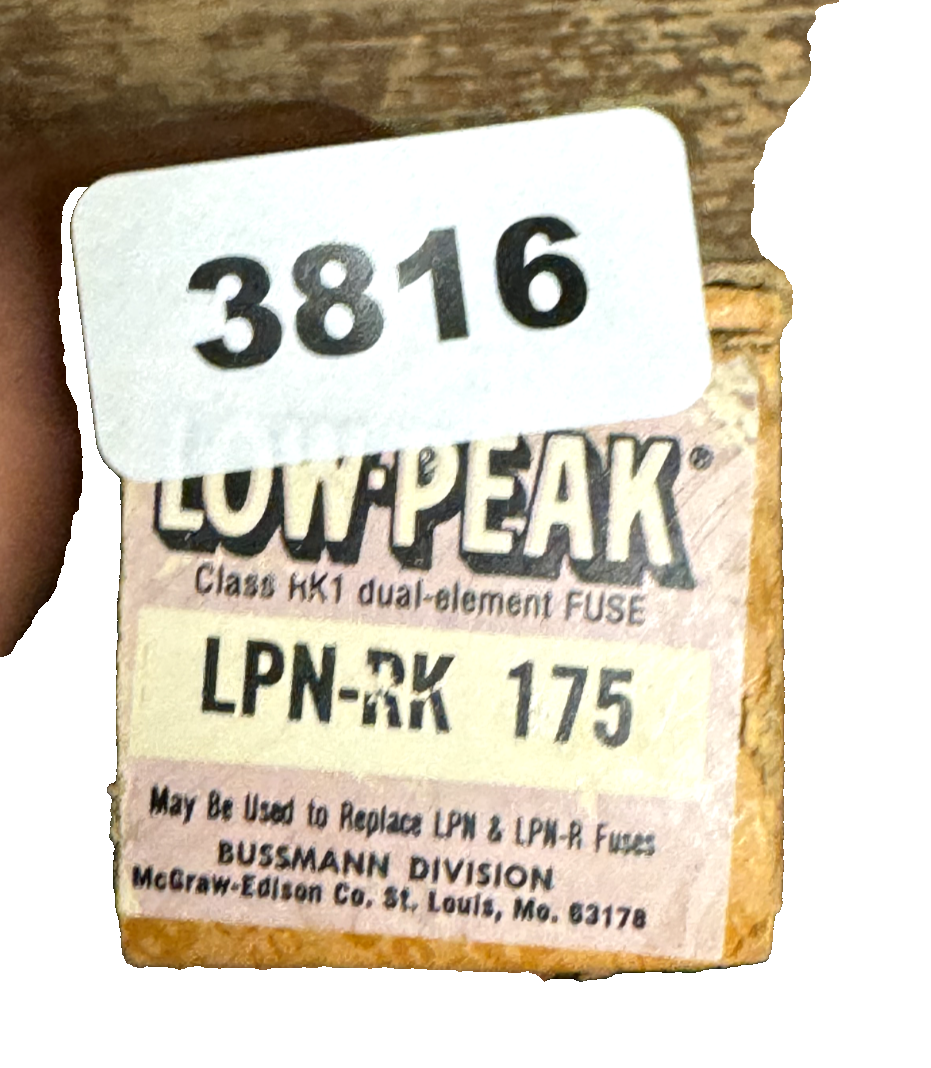 3816
LOW-PEAK®
Class RK1 dual-element FUSE
LPN-RK 175
May Be Used to Replace LPN & LPN-R Fuses
BUSSMANN DIVISION
McGraw-Edison Co. St. Louis, Mo. 63178